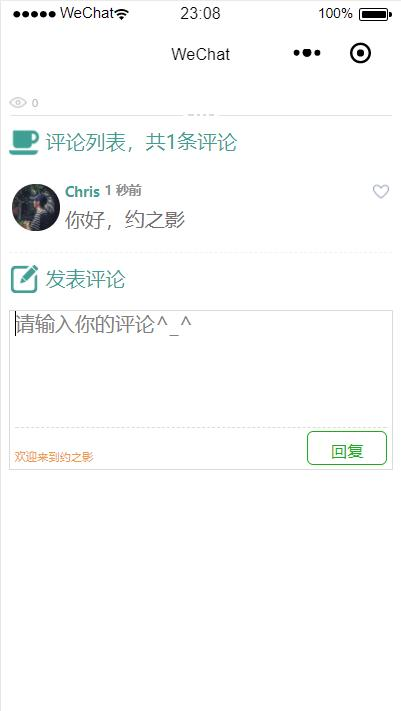 WeChat 23:08 100%
WeChat
0
评论列表，共1条评论
Chris 1 秒前
你好，约之影
发表评论
请输入你的评论^_^
欢迎来到约之影
回复